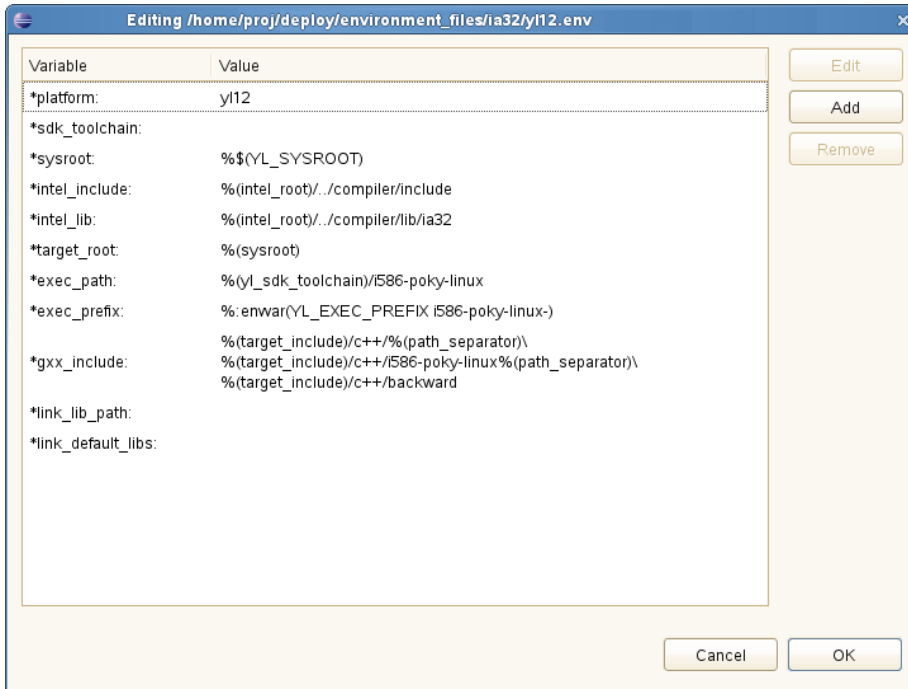 Editing /home/proj/deploy/environment_files/ia32/yl12.env
Variable Value
Edit
*platform: yl12
Add
*sdk_toolchain:
Remove
*sysroot: %$(YL_SYSROOT)
*intel_include: %(intel_root)/../compiler/include
*intel_lib: %(intel_root)/../compiler/lib/ia32
*target_root: %(sysroot)
*exec_path: %(yl_sdk_toolchain)/i586-poky-linux
*exec_prefix: %:enwar(YL_EXEC_PREFIX i586-poky-linux-)
%(target_include)/c++/%(path_separator)\
*gxx_include: %(target_include)/c++/i586-poky-linux%(path_separator)\
%(target_include)/c++/backward
*link_lib_path:
*link_default_libs:
Cancel OK